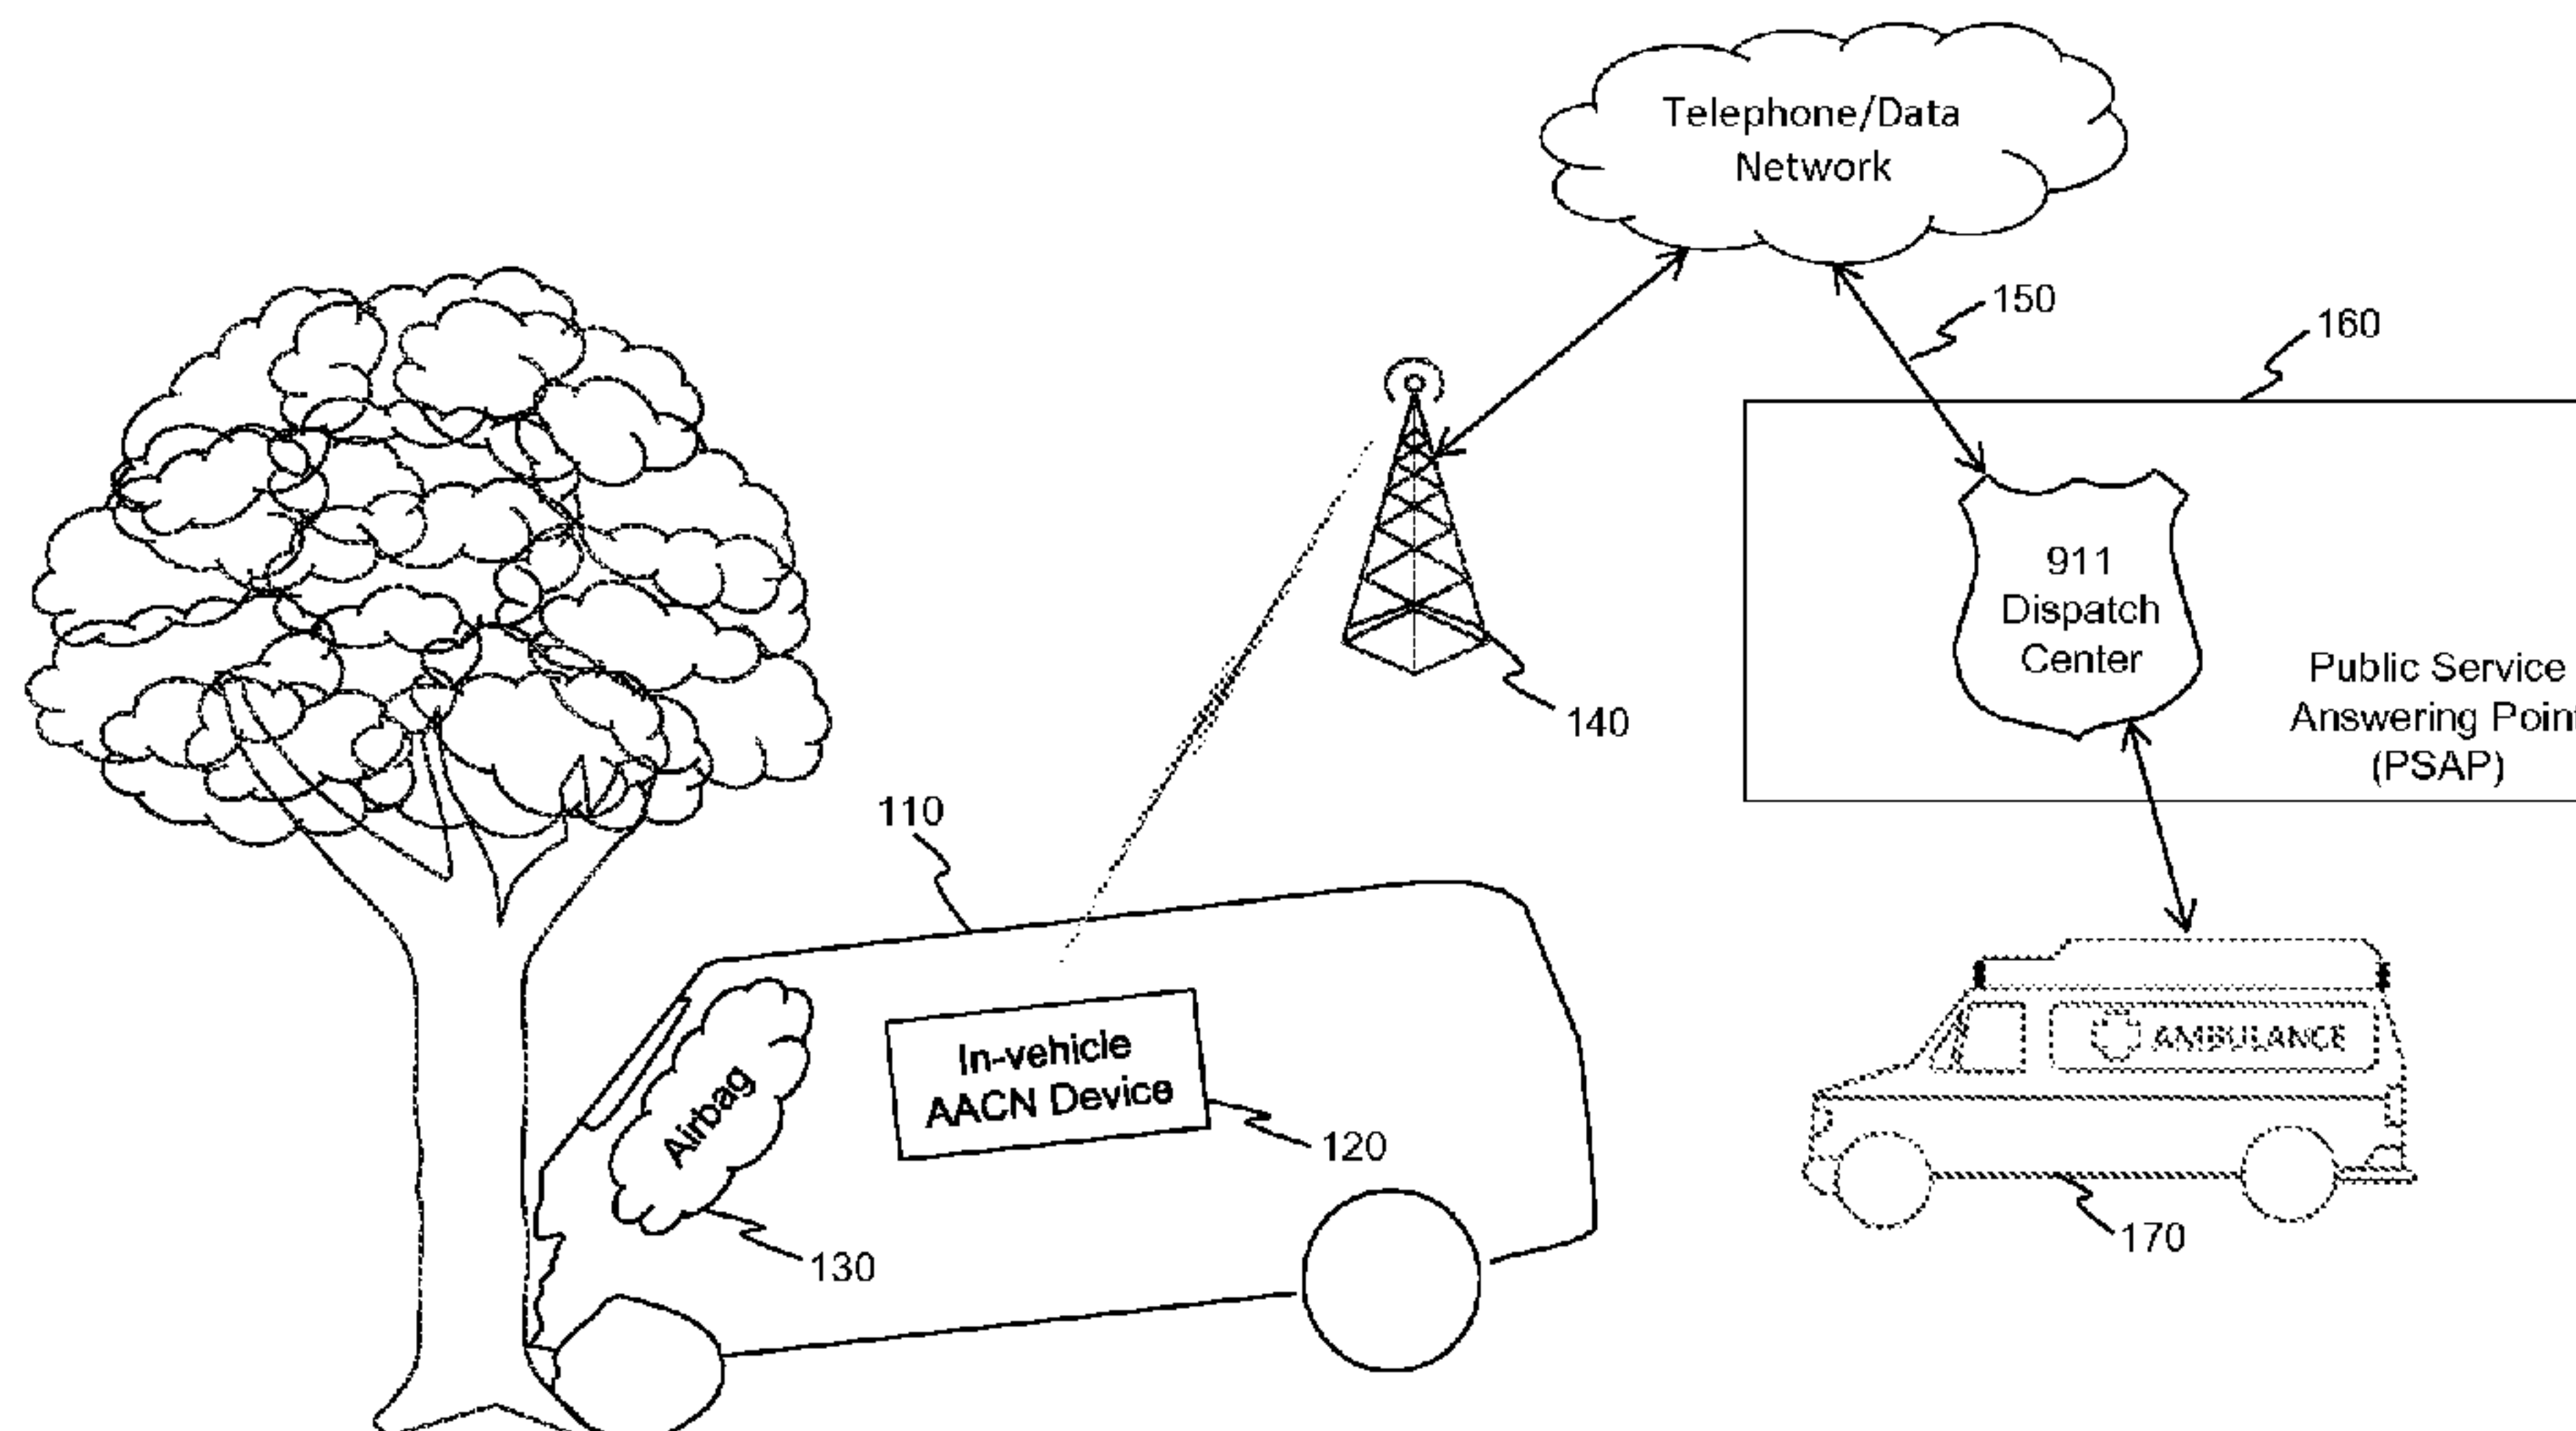 Telephone/Data
Network
150
160
911
Dispatch
Center
Public Service
Answering Point
(PSAP)
140
110
In-vehicle
AACN Device
120
Airbag
130
AMBULANCE
170